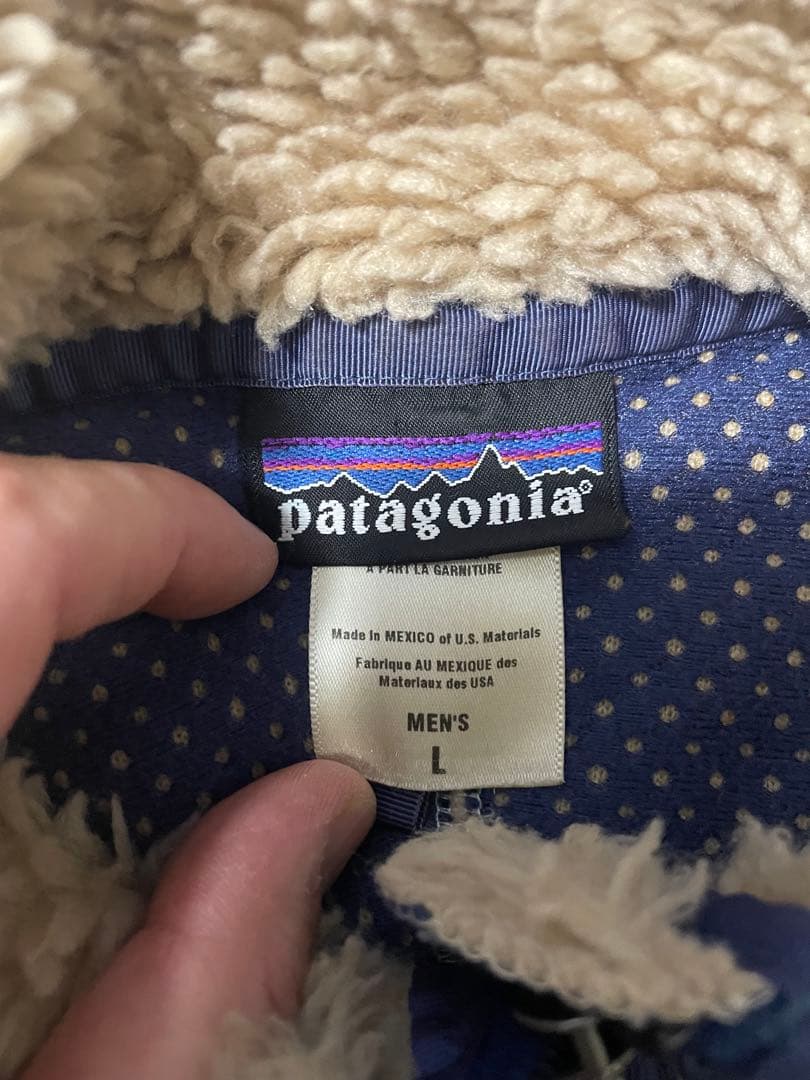 patagonia®
A PART LA GARNITURE
Made in MEXICO of U.S. Materials
Fabrique AU MEXIQUE des
Materiaux des USA
MEN'S
L